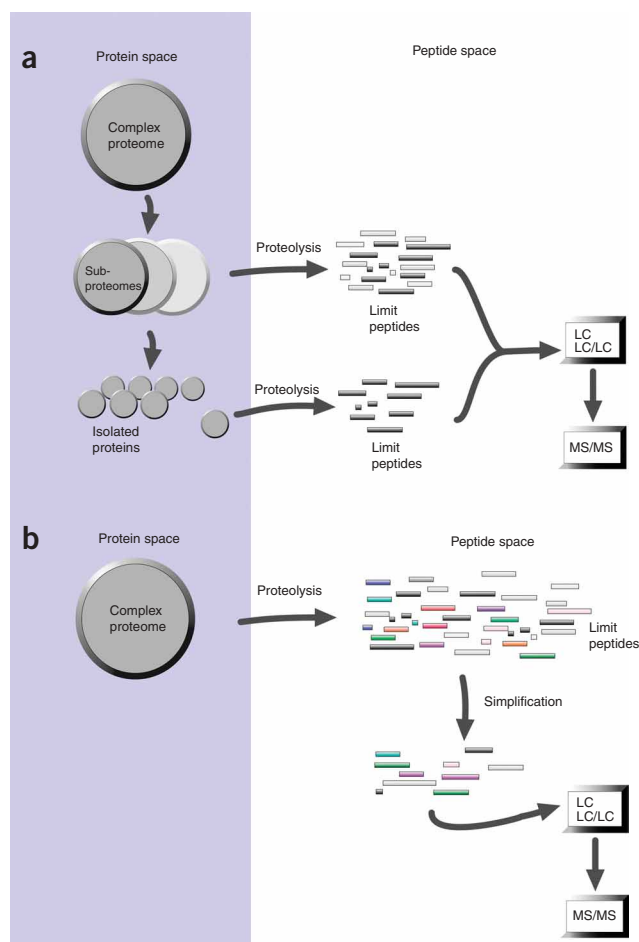 a
Protein space
Peptide space
Complex
proteome
Sub-
proteomes
Proteolysis
Limit
peptides
LC
LC/LC
Isolated
proteins
Proteolysis
Limit
peptides
MS/MS
b
Protein space
Peptide space
Complex
proteome
Proteolysis
Limit
peptides
Simplification
LC
LC/LC
MS/MS